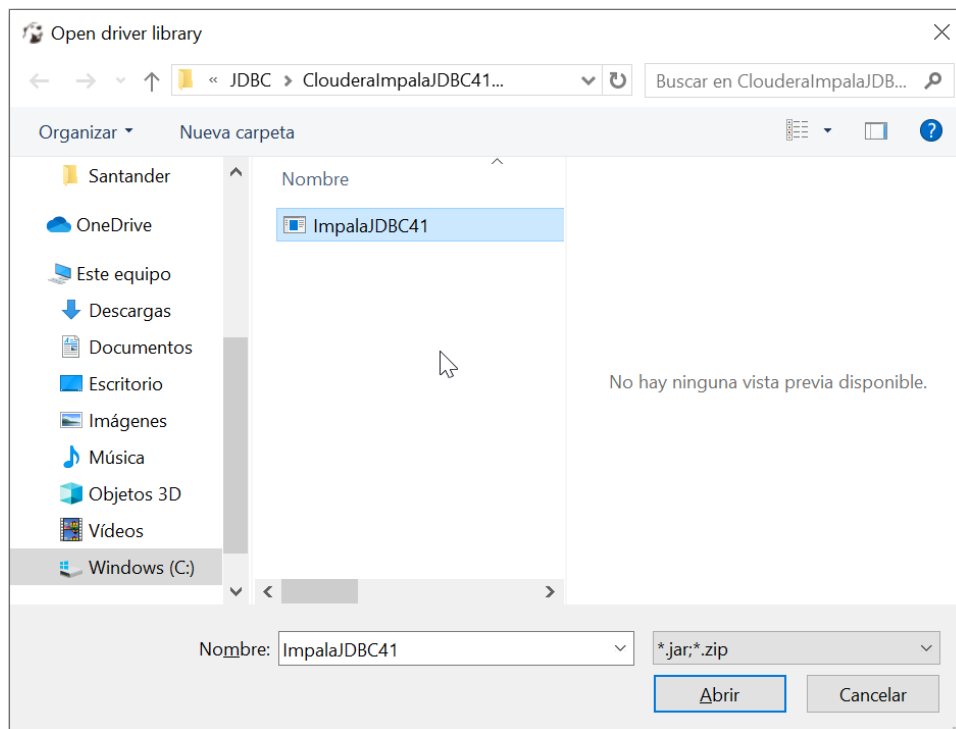 Open driver library
« JDBC > ClouderaImpalaJDBC41...
Buscar en ClouderaImpalaJDB...
Organizar
Nueva carpeta
?
Santander
OneDrive
Este equipo
Descargas
Documentos
Escritorio
Imágenes
Música
Objetos 3D
Vídeos
Windows (C:)
Nombre
ImpalaJDBC41
No hay ninguna vista previa disponible.
Nombre: ImpalaJDBC41
*.jar;*.zip
Abrir
Cancelar